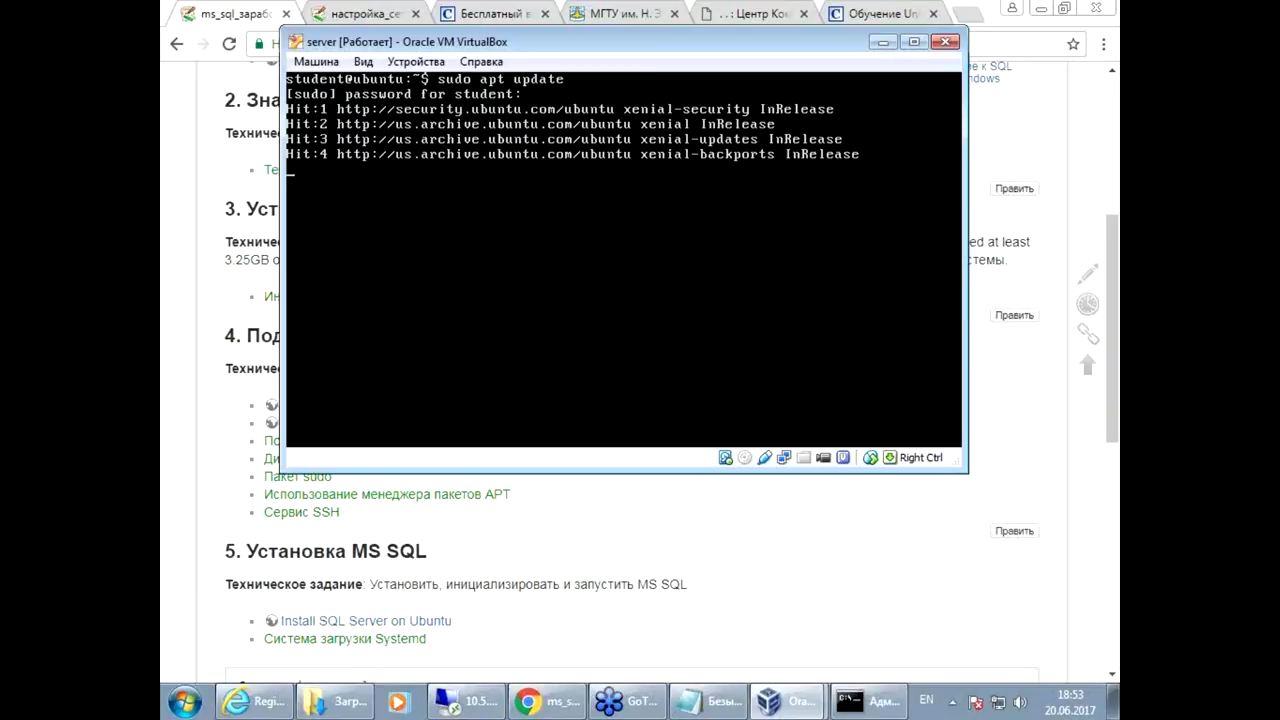 ms_sql_зараб
настройка_се
Бесплатный в
МГТУ им. Н. Э
..: Центр Ко
Обучение Un
server [Работает] - Oracle VM VirtualBox
Машина Вид Устройства Справка
student@ubuntu:~$ sudo apt update
[sudo] password for student:
Hit:1 http://security.ubuntu.com/ubuntu xenial-security InRelease
Hit:2 http://us.archive.ubuntu.com/ubuntu xenial InRelease
Hit:3 http://us.archive.ubuntu.com/ubuntu xenial-updates InRelease
Hit:4 http://us.archive.ubuntu.com/ubuntu xenial-backports InRelease
Right Ctrl
ие к SQL
ndows
2. Зна
Техниче
Те
Править
3. Уст
Техниче
ed at least
3.25GB о
стемы.
Ин
Править
4. Под
Техниче
По
Ди
Пакет sudo
Использование менеджера пакетов APT
Сервис SSH
Править
5. Установка MS SQL
Техническое задание: Установить, инициализировать и запустить MS SQL
Install SQL Server on Ubuntu
Система загрузки Systemd
Regi...
Загр...
10.5...
ms_s...
GoT...
Безы...
Ora...
Адм...
EN
18:53
20.06.2017